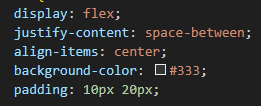 display: flex;
justify-content: space-between;
align-items: center;
background-color: #333;
padding: 10px 20px;